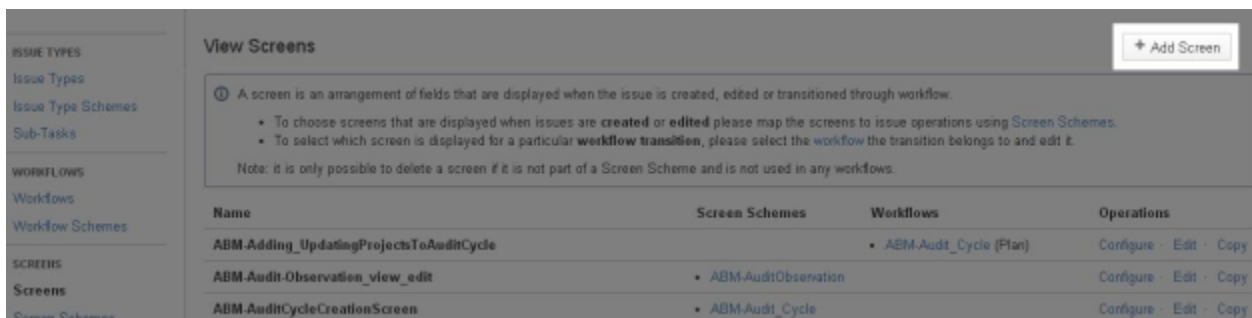 ISSUE TYPES
Issue Types
Issue Type Schemes
Sub-Tasks
WORKFLOWS
Workflows
Workflow Schemes
SCREENS
Screens
Screen Schemes
View Screens
+ Add Screen
A screen is an arrangement of fields that are displayed when the issue is created, edited or transitioned through workflow.
• To choose screens that are displayed when issues are created or edited please map the screens to issue operations using Screen Schemes.
• To select which screen is displayed for a particular workflow transition, please select the workflow the transition belongs to and edit it.
Note: it is only possible to delete a screen if it is not part of a Screen Scheme and is not used in any workflows.
Name Screen Schemes Workflows Operations
ABM-Adding_UpdatingProjectsToAuditCycle • ABM-Audit_Cycle (Plan) Configure · Edit · Copy
ABM-Audit-Observation_view_edit • ABM-AuditObservation Configure · Edit · Copy
ABM-AuditCycleCreationScreen • ABM-Audit_Cycle Configure · Edit · Copy